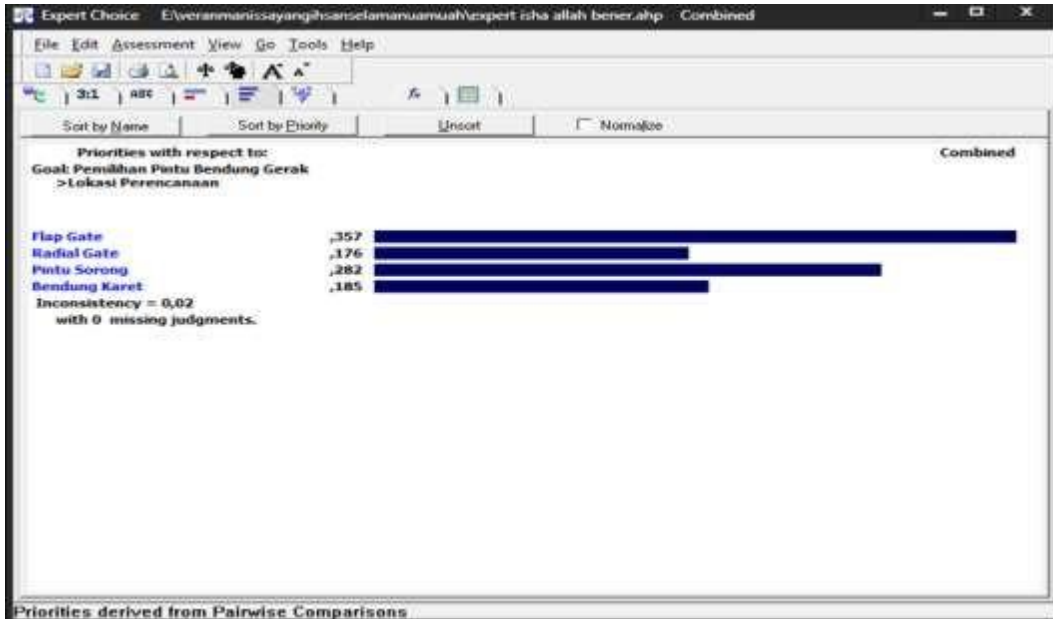 Expert Choice E:\veranmanissayangihsanselamanuamuah\expert isha allah bener.ahp Combined
File Edit Assessment View Go Tools Help
3:1 ABC
Sort by Name Sort by Priority Unsort Normalize
Priorities with respect to: Combined
Goal: Pemilihan Pintu Bendung Gerak
>Lokasi Perencanaan
Flap Gate ,357
Radial Gate ,176
Pintu Sorong ,282
Bendung Karet ,185
Inconsistency = 0,02
with 0 missing judgments.
Priorities derived from Pairwise Comparisons